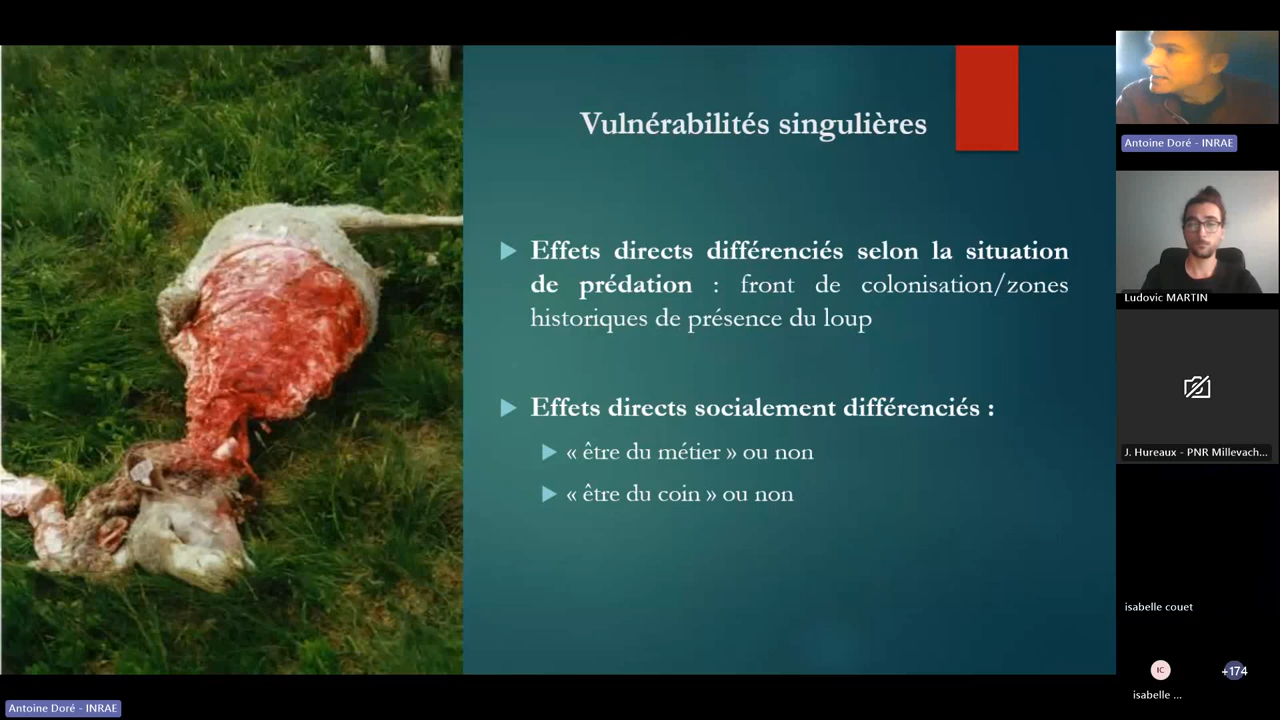 Vulnérabilités singulières
Effets directs différenciés selon la situation
de prédation : front de colonisation/zones
historiques de présence du loup
Effets directs socialement différenciés :
« être du métier » ou non
« être du coin » ou non
Antoine Doré - INRAE
Ludovic MARTIN
J. Hureaux - PNR Millevach...
isabelle couet
IC
+174
isabelle ...
Antoine Doré - INRAE